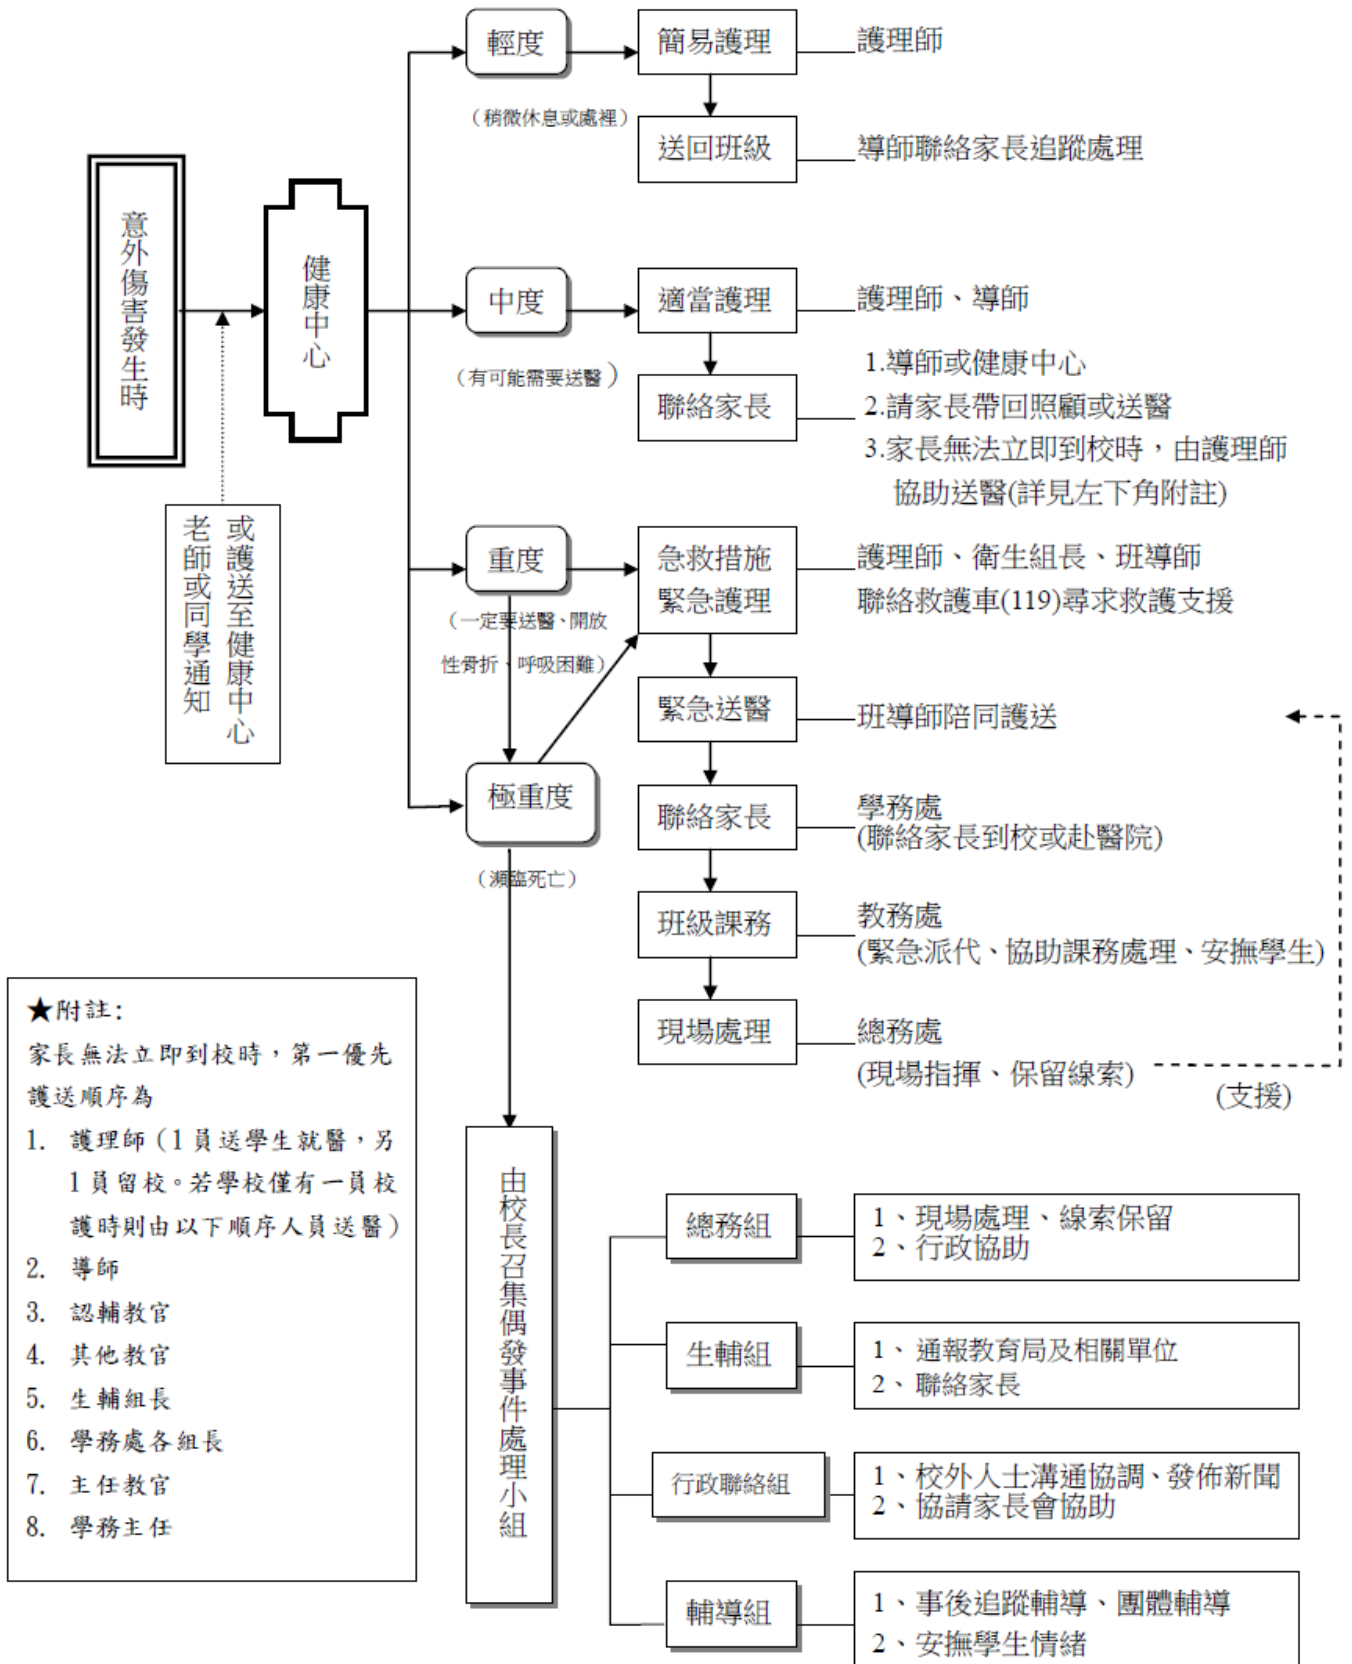 意外傷害發生時
老師或同學通知
或護送至健康中心
健康中心
輕度
(稍微休息或處裡)
簡易護理
護理師
送回班級
導師聯絡家長追蹤處理
中度
(有可能需要送醫)
適當護理
護理師、導師
聯絡家長
1.導師或健康中心
2.請家長帶回照顧或送醫
3.家長無法立即到校時，由護理師
協助送醫(詳見左下角附註)
重度
(一定要送醫、開放
性骨折、呼吸困難)
急救措施
緊急護理
護理師、衛生組長、班導師
聯絡救護車(119)尋求救護支援
緊急送醫
班導師陪同護送
極重度
(瀕臨死亡)
聯絡家長
學務處
(聯絡家長到校或赴醫院)
班級課務
教務處
(緊急派代、協助課務處理、安撫學生)
現場處理
總務處
(現場指揮、保留線索)
(支援)
★附註:
家長無法立即到校時，第一優先
護送順序為
1. 護理師（1員送學生就醫，另
1員留校。若學校僅有一員校
護時則由以下順序人員送醫）
2. 導師
3. 認輔教官
4. 其他教官
5. 生輔組長
6. 學務處各組長
7. 主任教官
8. 學務主任
由校長召集偶發事件處理小組
總務組
1、現場處理、線索保留
2、行政協助
生輔組
1、通報教育局及相關單位
2、聯絡家長
行政聯絡組
1、校外人士溝通協調、發佈新聞
2、協請家長會協助
輔導組
1、事後追蹤輔導、團體輔導
2、安撫學生情緒